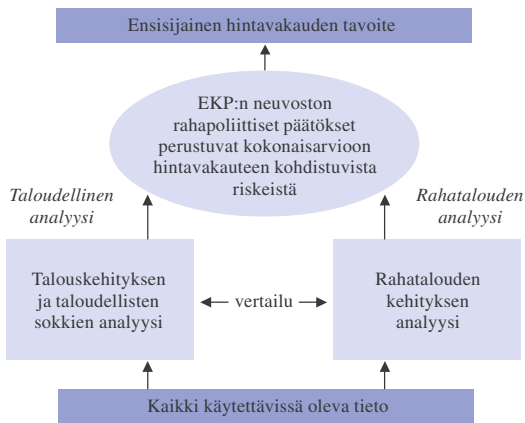 Ensisijainen hintavakauden tavoite
EKP:n neuvoston
rahapoliittiset päätökset
perustuvat kokonaisarvioon
hintavakauteen kohdistuvista
riskeistä
Taloudellinen
analyysi
Rahatalouden
analyysi
Talouskehityksen
ja taloudellisten
sokkien analyysi
vertailu
Rahatalouden
kehityksen
analyysi
Kaikki käytettävissä oleva tieto